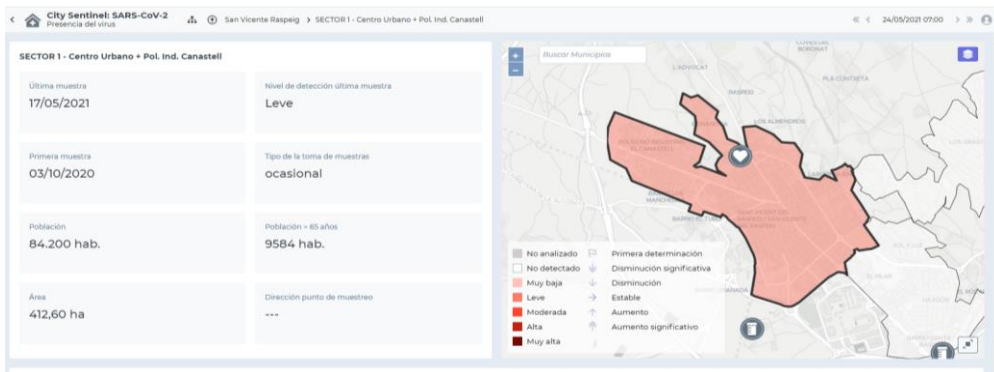 City Sentinel: SARS-CoV-2
Presencia del virus
San Vicente Raspeig > SECTOR 1 - Centro Urbano + Pol. Ind. Canastell
24/05/2021 07:00
SECTOR 1 - Centro Urbano + Pol. Ind. Canastell
Última muestra
17/05/2021
Nivel de detección última muestra
Leve
Primera muestra
03/10/2020
Tipo de la toma de muestras
ocasional
Población
84.200 hab.
Población > 65 años
9584 hab.
Área
412,60 ha
Dirección punto de muestreo
---
+
Buscar Municipios
-
L'ADVOCAT
PLA CONTRETA
RASPEIG
LOS ALMENDROS
EL PILAR
No analizado
Primera determinación
No detectado
Disminución significativa
Muy baja
Disminución
Leve
Estable
Moderada
Aumento
Alta
Aumento significativo
Muy alta